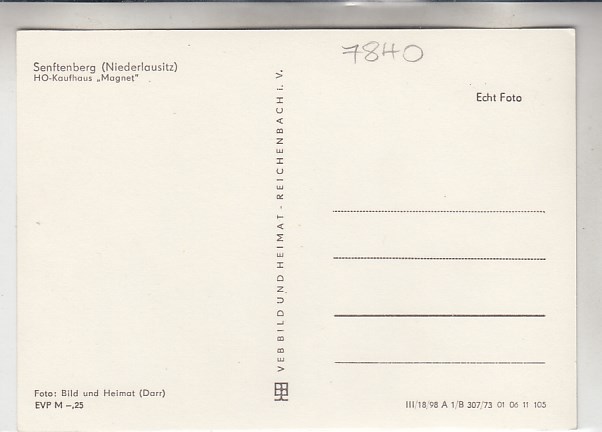 7840
Senftenberg (Niederlausitz)
HO-Kaufhaus „Magnet“
Echt Foto
VEB BILD UND HEIMAT - REICHENBACH i. V.
Foto: Bild und Heimat (Darr)
EVP M –,25
III/18/98 A 1/B 307/73 01 06 11 105